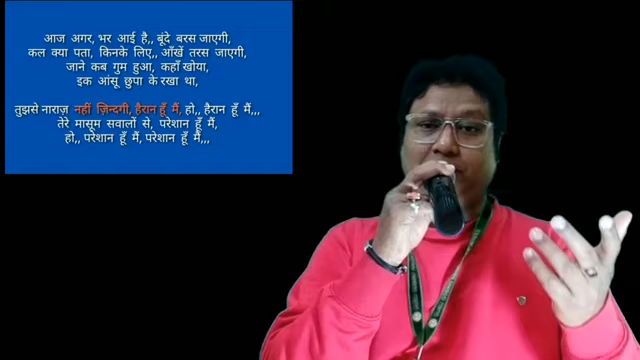 आज अगर, भर आई है,, बूंदे बरस जाएगी,
कल क्या पता, किनके लिए,, आँखें तरस जाएगी,
जाने कब गुम हुआ, कहाँ खोया,
इक आंसू छुपा के रखा था,
तुझसे नाराज़ नहीं ज़िन्दगी, हैरान हूँ मैं, हो,, हैरान हूँ मैं,,,
तेरे मासूम सवालों से, परेशान हूँ मैं,
हो,, परेशान हूँ मैं, परेशान हूँ मैं,,,